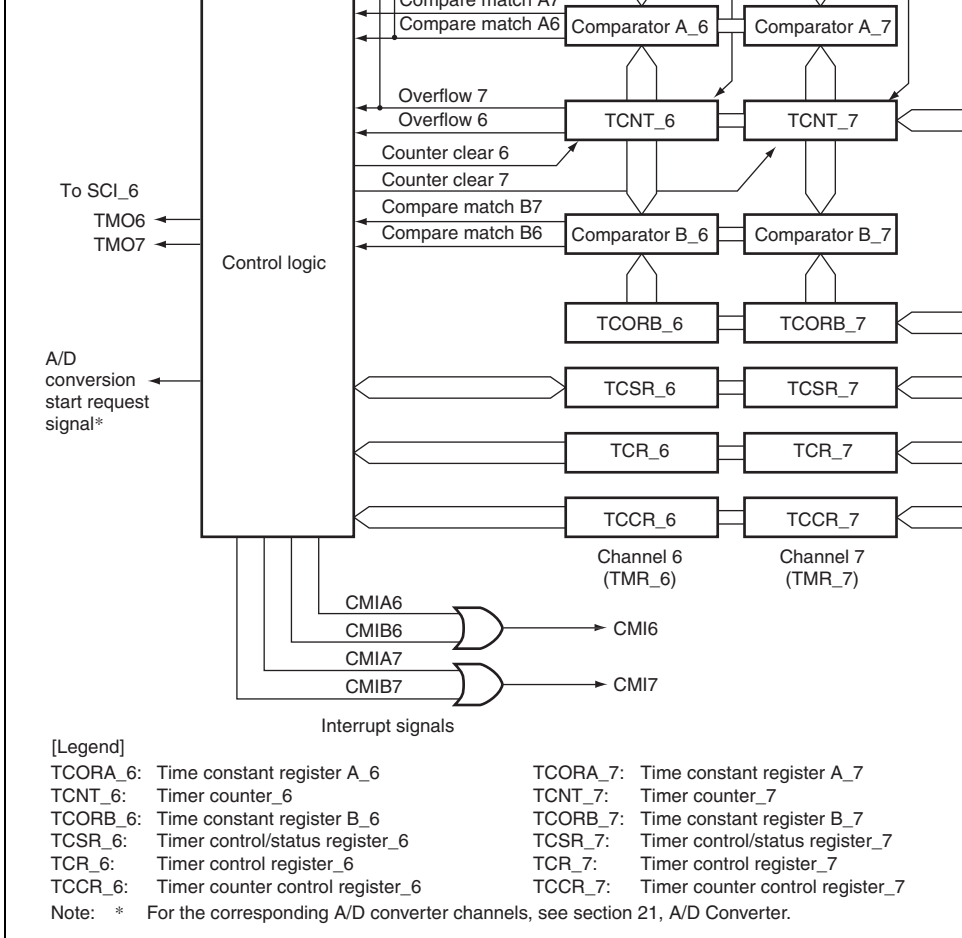 Compare match A7
Compare match A6
Comparator A_6
Comparator A_7
Overflow 7
Overflow 6
TCNT_6
TCNT_7
Counter clear 6
Counter clear 7
To SCI_6
TMO6
TMO7
Compare match B7
Compare match B6
Comparator B_6
Comparator B_7
Control logic
TCORB_6
TCORB_7
A/D
conversion
start request
signal*
TCSR_6
TCSR_7
TCR_6
TCR_7
TCCR_6
TCCR_7
Channel 6
(TMR_6)
Channel 7
(TMR_7)
CMIA6
CMIB6
CMI6
CMIA7
CMIB7
CMI7
Interrupt signals
[Legend]
TCORA_6: Time constant register A_6
TCORA_7: Time constant register A_7
TCNT_6: Timer counter_6
TCNT_7: Timer counter_7
TCORB_6: Time constant register B_6
TCORB_7: Time constant register B_7
TCSR_6: Timer control/status register_6
TCSR_7: Timer control/status register_7
TCR_6: Timer control register_6
TCR_7: Timer control register_7
TCCR_6: Timer counter control register_6
TCCR_7: Timer counter control register_7
Note: * For the corresponding A/D converter channels, see section 21, A/D Converter.